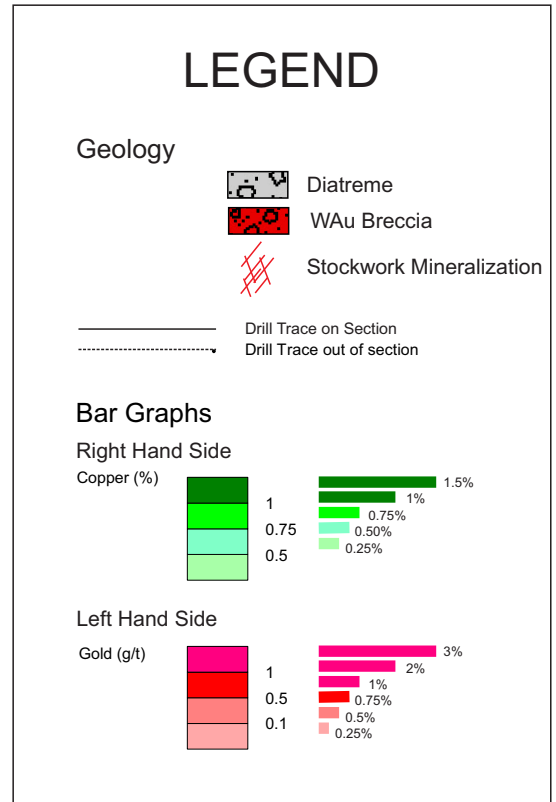 LEGEND
Geology
Diatreme
WAu Breccia
Stockwork Mineralization
Drill Trace on Section
Drill Trace out of section
Bar Graphs
Right Hand Side
Copper (%)
1
0.75
0.5
1.5%
1%
0.75%
0.50%
0.25%
Left Hand Side
Gold (g/t)
1
0.5
0.1
3%
2%
1%
0.75%
0.5%
0.25%